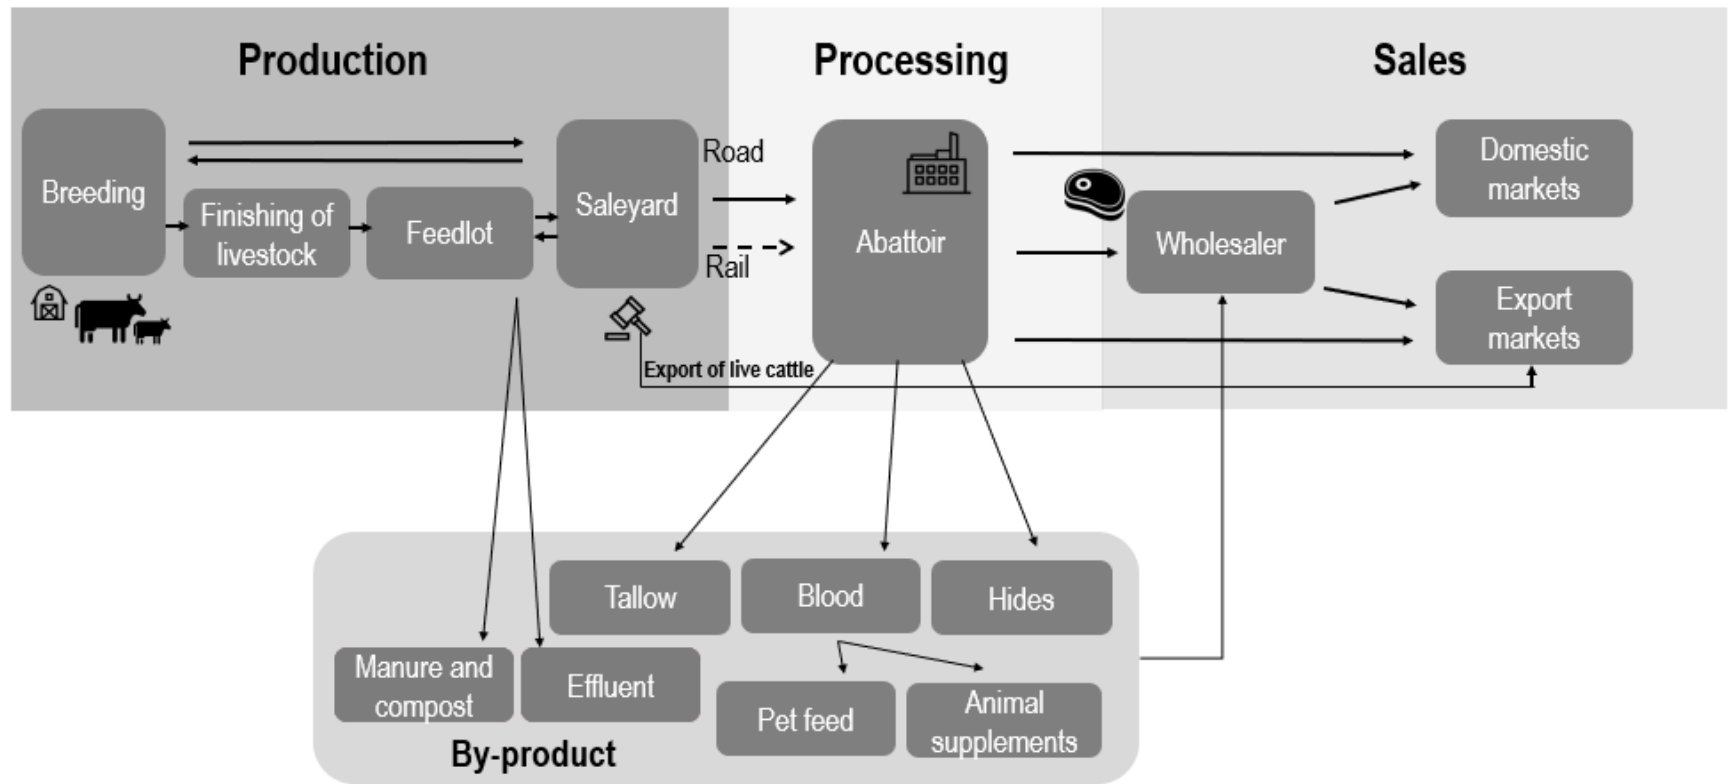 Production
Processing
Sales
Breeding
Finishing of
livestock
Feedlot
Saleyard
Road
Rail
Abattoir
Wholesaler
Domestic
markets
Export
markets
Export of live cattle
Tallow
Blood
Hides
Manure and
compost
Effluent
Pet feed
Animal
supplements
By-product